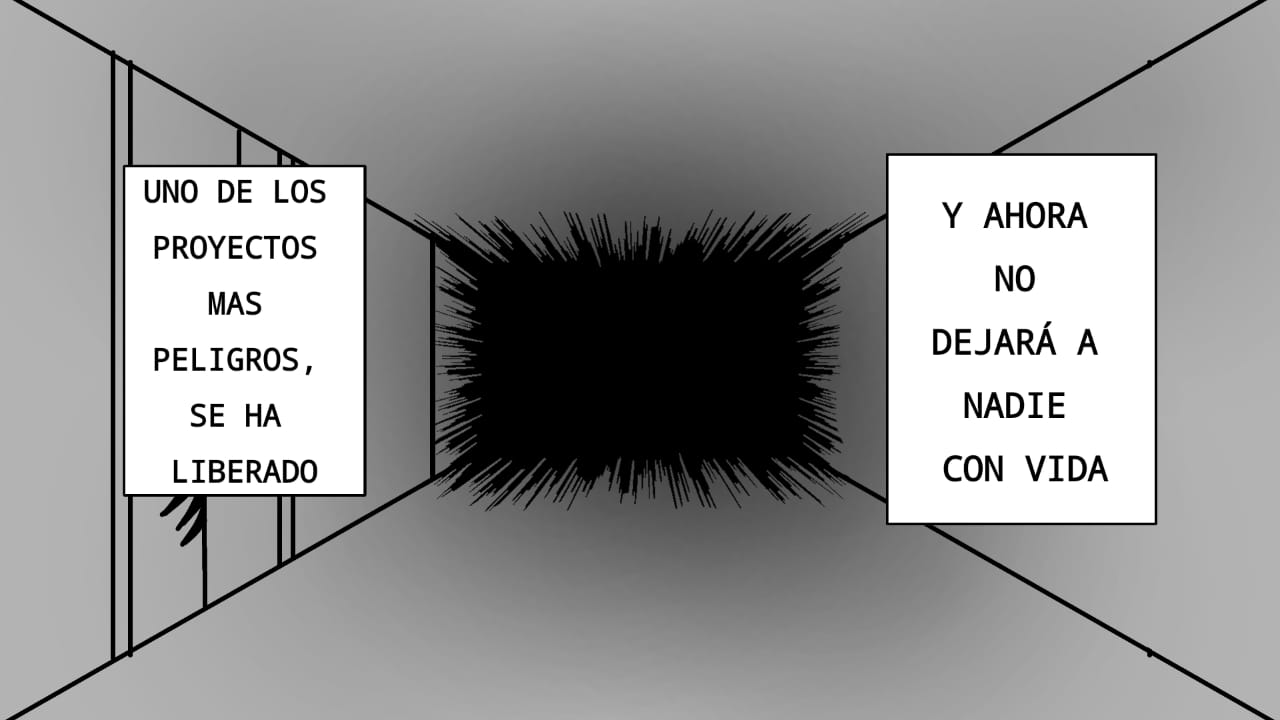 UNO DE LOS
PROYECTOS
MAS
PELIGROS,
SE HA
LIBERADO
Y AHORA
NO
DEJARÁ A
NADIE
CON VIDA